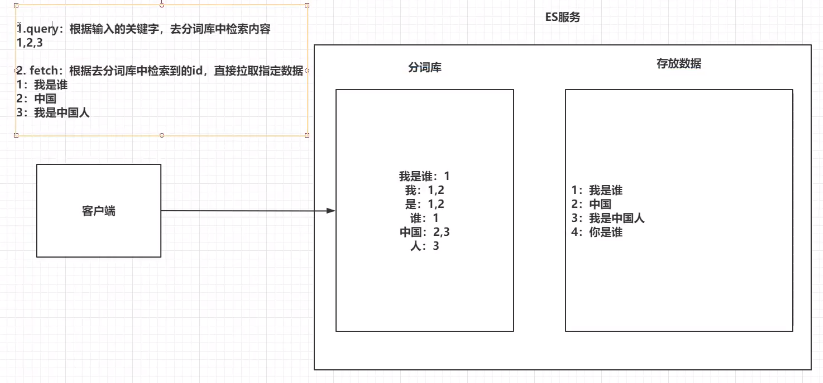 1.query：根据输入的关键字，去分词库中检索内容
1,2,3
2. fetch：根据去分词库中检索到的id，直接拉取指定数据
1：我是谁
2：中国
3：我是中国人
客户端
ES服务
分词库
我是谁：1
我：1,2
是：1,2
谁：1
中国：2,3
人：3
存放数据
1：我是谁
2：中国
3：我是中国人
4：你是谁